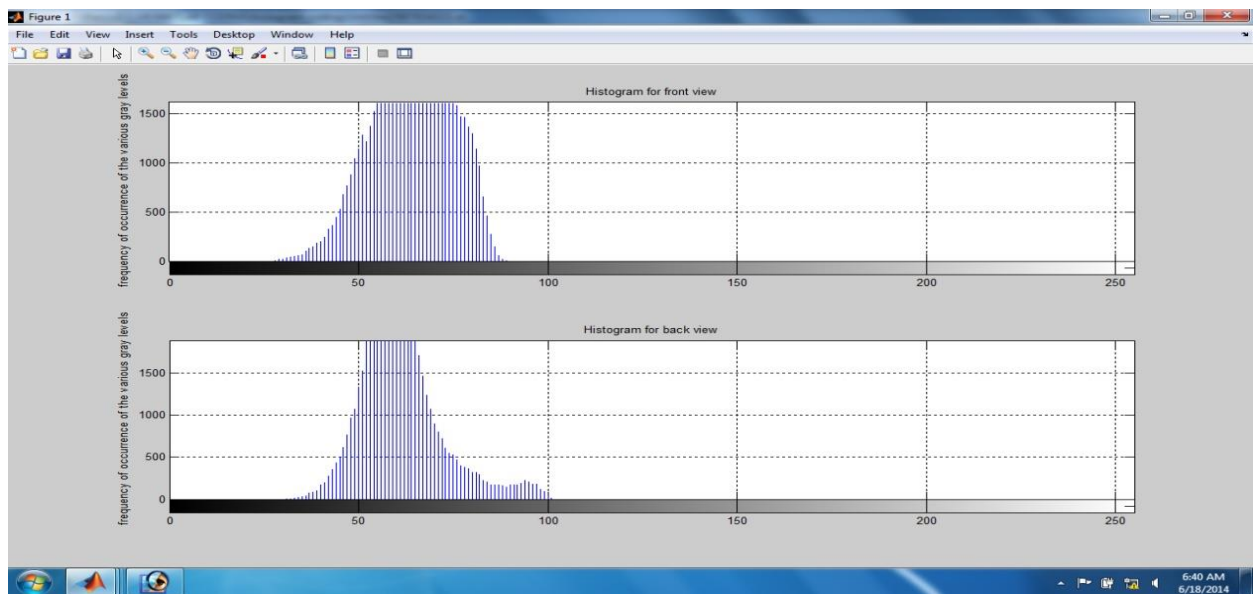 Figure 1
File Edit View Insert Tools Desktop Window Help
Histogram for front view
frequency of occurrence of the various gray levels
1500
1000
500
0
0 50 100 150 200 250
Histogram for back view
frequency of occurrence of the various gray levels
1500
1000
500
0
0 50 100 150 200 250
6:40 AM
6/18/2014